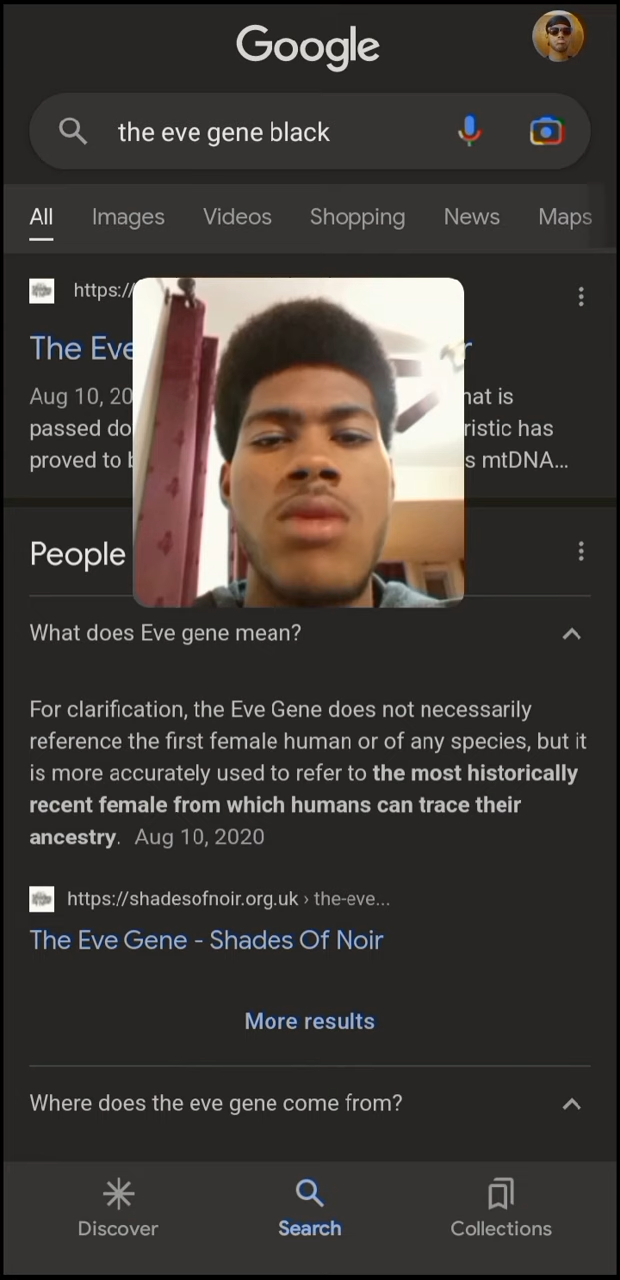 Google
the eve gene black
All Images Videos Shopping News Maps
https://
The Eve r
Aug 10, 20 hat is
passed do ristic has
proved to s mtDNA...
People
What does Eve gene mean?
For clarification, the Eve Gene does not necessarily
reference the first female human or of any species, but it
is more accurately used to refer to the most historically
recent female from which humans can trace their
ancestry. Aug 10, 2020
https://shadesofnoir.org.uk › the-eve...
The Eve Gene - Shades Of Noir
More results
Where does the eve gene come from?
Discover Search Collections